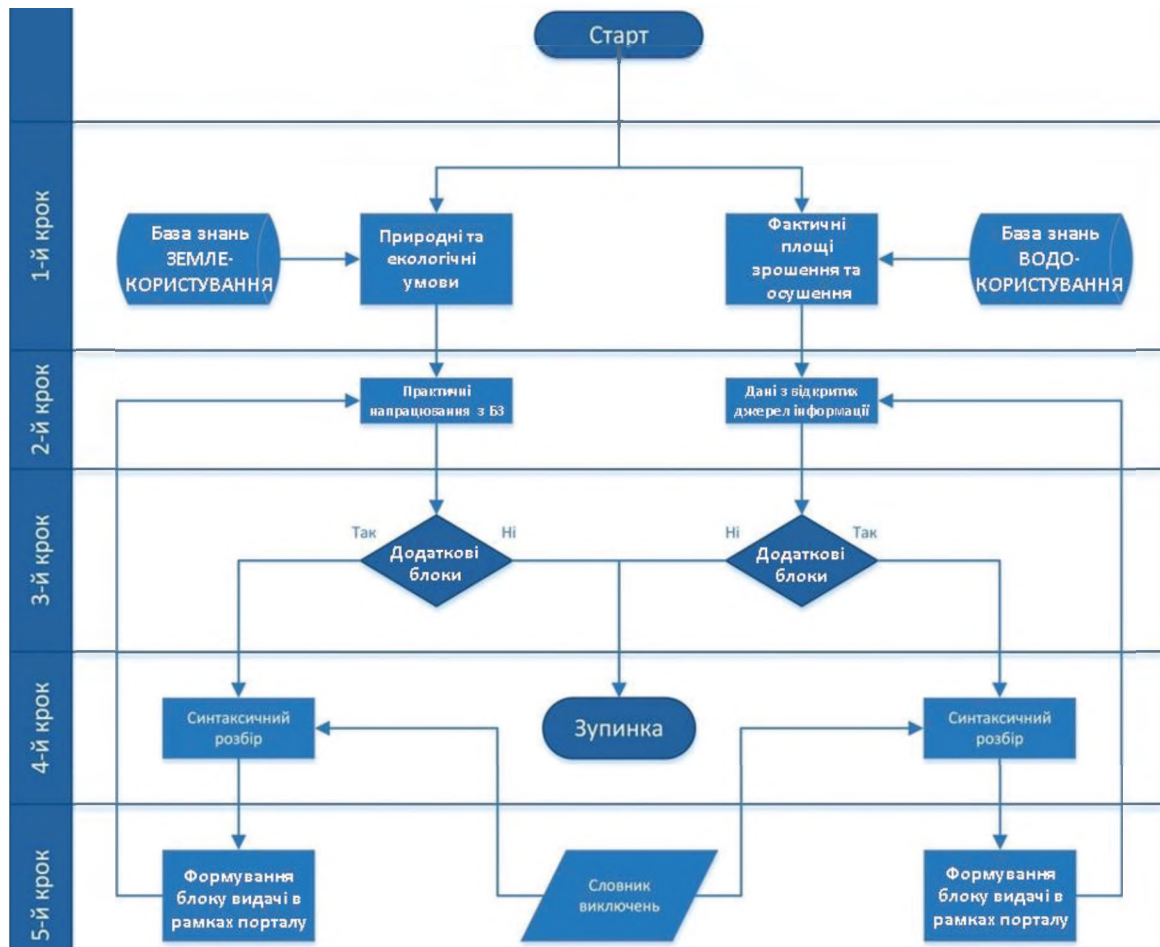 Старт
1-й крок
База знань
ЗЕМЛЕ-
КОРИСТУВАННЯ
Природні та
екологічні
умови
Фактичні
площі
зрошення та
осушення
База знань
ВОДО-
КОРИСТУВАННЯ
2-й крок
Практичні
напрацювання з БЗ
Дані з відкритих
джерел інформації
3-й крок
Так
Ні
Додаткові
блоки
Ні
Так
Додаткові
блоки
4-й крок
Синтаксичний
розбір
Зупинка
Синтаксичний
розбір
5-й крок
Формування
блоку видачі в
рамках порталу
Словник
виключень
Формування
блоку видачі в
рамках порталу